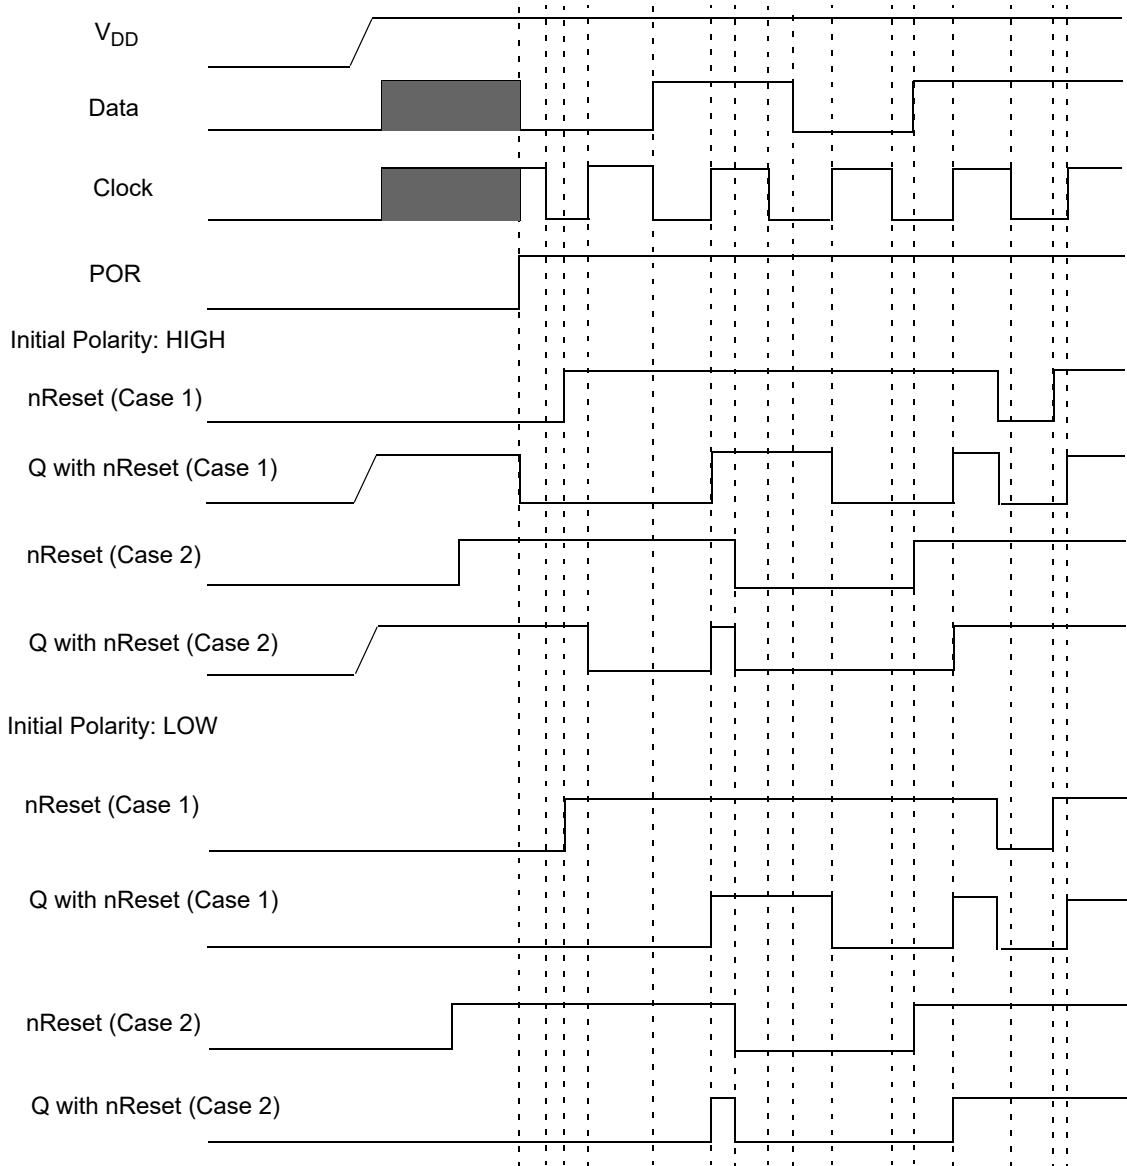 VDD
Data
Clock
POR
Initial Polarity: HIGH
nReset (Case 1)
Q with nReset (Case 1)
nReset (Case 2)
Q with nReset (Case 2)
Initial Polarity: LOW
nReset (Case 1)
Q with nReset (Case 1)
nReset (Case 2)
Q with nReset (Case 2)